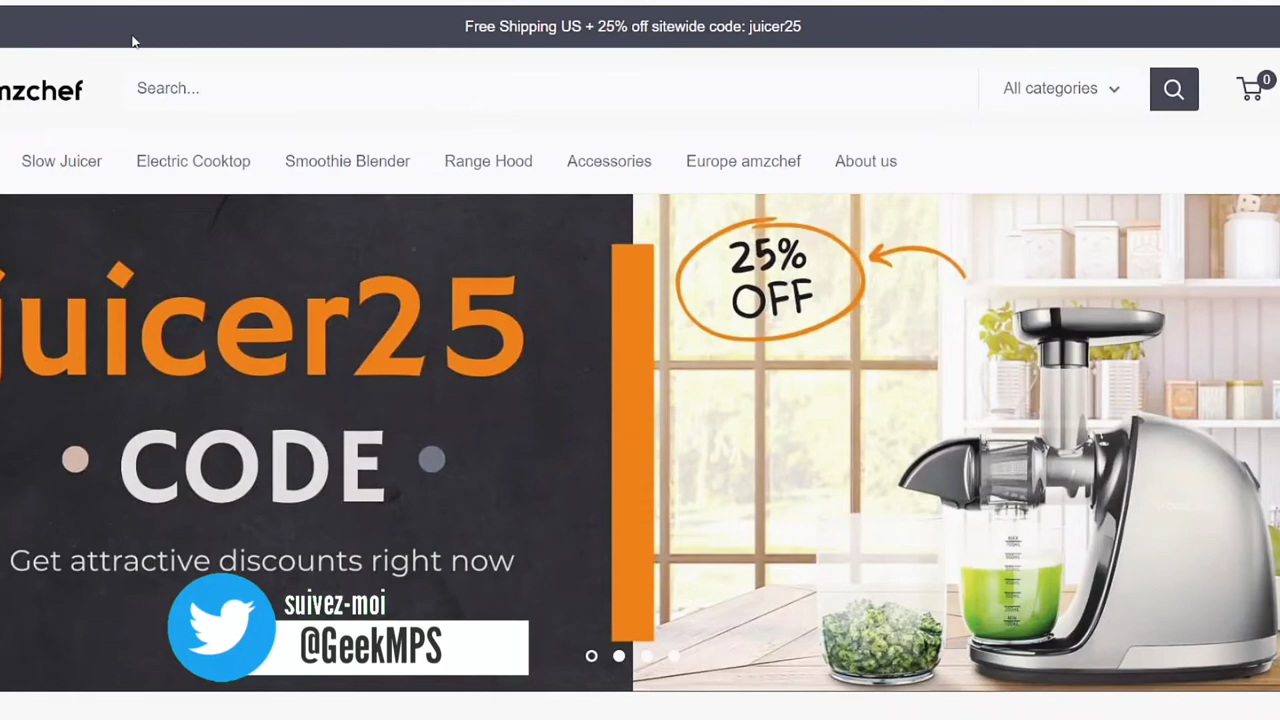 Free Shipping US + 25% off sitewide code: juicer25
mzchef
Search...
All categories
0
Slow Juicer
Electric Cooktop
Smoothie Blender
Range Hood
Accessories
Europe amzchef
About us
juicer25
CODE
Get attractive discounts right now
25%
OFF
suivez-moi
@GeekMPS